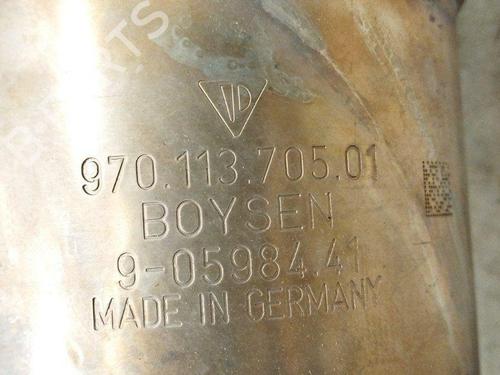 970.113.705.01
BOYSEN
9-05984.41
MADE IN GERMANY